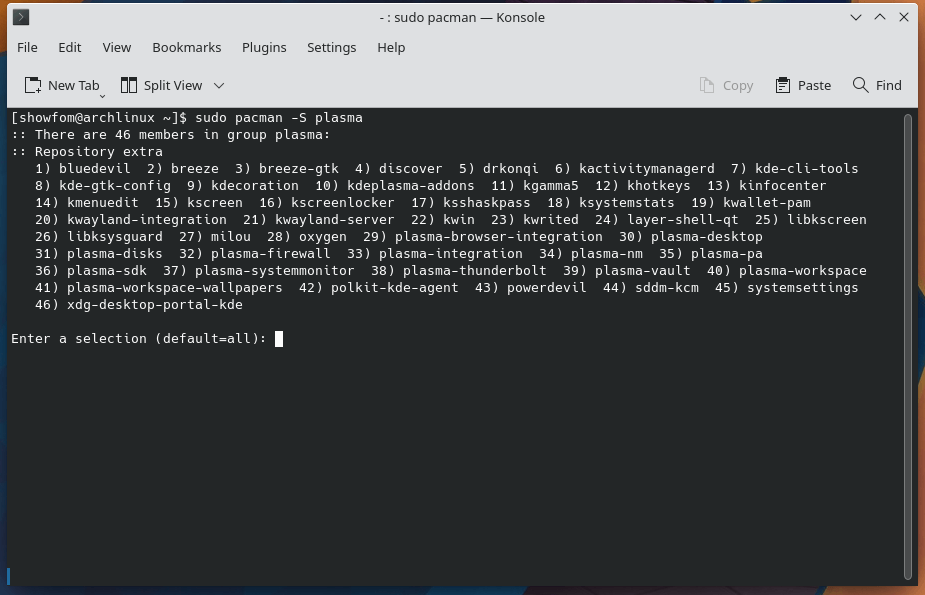 - : sudo pacman — Konsole
File Edit View Bookmarks Plugins Settings Help
New Tab Split View Copy Paste Find
[showfom@archlinux ~]$ sudo pacman -S plasma
:: There are 46 members in group plasma:
:: Repository extra
1) bluedevil 2) breeze 3) breeze-gtk 4) discover 5) drkonqi 6) kactivitymanagerd 7) kde-cli-tools
8) kde-gtk-config 9) kdecoration 10) kdeplasma-addons 11) kgamma5 12) khotkeys 13) kinfocenter
14) kmenuedit 15) kscreen 16) kscreenlocker 17) ksshaskpass 18) ksystemstats 19) kwallet-pam
20) kwayland-integration 21) kwayland-server 22) kwin 23) kwrited 24) layer-shell-qt 25) libkscreen
26) libksysguard 27) milou 28) oxygen 29) plasma-browser-integration 30) plasma-desktop
31) plasma-disks 32) plasma-firewall 33) plasma-integration 34) plasma-nm 35) plasma-pa
36) plasma-sdk 37) plasma-systemmonitor 38) plasma-thunderbolt 39) plasma-vault 40) plasma-workspace
41) plasma-workspace-wallpapers 42) polkit-kde-agent 43) powerdevil 44) sddm-kcm 45) systemsettings
46) xdg-desktop-portal-kde
Enter a selection (default=all):